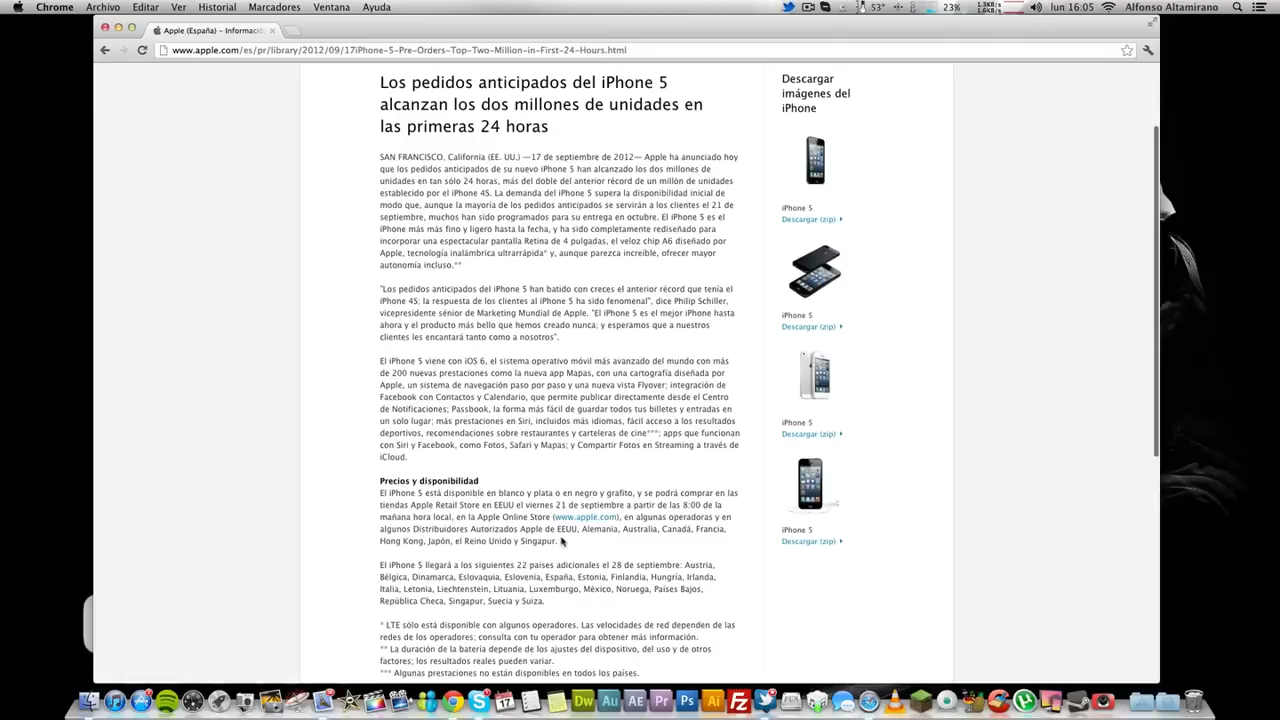 Chrome Archivo Editar Ver Historial Marcadores Ventana Ayuda 53° 23% 1.3KB/s 1.6KB/s lun 16:05 Alfonso Altamirano
Apple (España) - Informació
www.apple.com/es/pr/library/2012/09/17iPhone-5-Pre-Orders-Top-Two-Million-in-First-24-Hours.html
Los pedidos anticipados del iPhone 5
alcanzan los dos millones de unidades en
las primeras 24 horas
SAN FRANCISCO, California (EE. UU.) —17 de septiembre de 2012— Apple ha anunciado hoy
que los pedidos anticipados de su nuevo iPhone 5 han alcanzado los dos millones de
unidades en tan sólo 24 horas, más del doble del anterior récord de un millón de unidades
establecido por el iPhone 4S. La demanda del iPhone 5 supera la disponibilidad inicial de
modo que, aunque la mayoría de los pedidos anticipados se servirán a los clientes el 21 de
septiembre, muchos han sido programados para su entrega en octubre. El iPhone 5 es el
iPhone más más fino y ligero hasta la fecha, y ha sido completamente rediseñado para
incorporar una espectacular pantalla Retina de 4 pulgadas, el veloz chip A6 diseñado por
Apple, tecnología inalámbrica ultrarrápida* y, aunque parezca increíble, ofrecer mayor
autonomía incluso.**
"Los pedidos anticipados del iPhone 5 han batido con creces el anterior récord que tenía el
iPhone 4S; la respuesta de los clientes al iPhone 5 ha sido fenomenal", dice Philip Schiller,
vicepresidente sénior de Marketing Mundial de Apple. "El iPhone 5 es el mejor iPhone hasta
ahora y el producto más bello que hemos creado nunca; y esperamos que a nuestros
clientes les encantará tanto como a nosotros".
El iPhone 5 viene con iOS 6, el sistema operativo móvil más avanzado del mundo con más
de 200 nuevas prestaciones como la nueva app Mapas, con una cartografía diseñada por
Apple, un sistema de navegación paso por paso y una nueva vista Flyover; integración de
Facebook con Contactos y Calendario, que permite publicar directamente desde el Centro
de Notificaciones; Passbook, la forma más fácil de guardar todos tus billetes y entradas en
un solo lugar; más prestaciones en Siri, incluidos más idiomas, fácil acceso a los resultados
deportivos, recomendaciones sobre restaurantes y carteleras de cine***; apps que funcionan
con Siri y Facebook, como Fotos, Safari y Mapas; y Compartir Fotos en Streaming a través de
iCloud.
Precios y disponibilidad
El iPhone 5 está disponible en blanco y plata o en negro y grafito, y se podrá comprar en las
tiendas Apple Retail Store en EEUU el viernes 21 de septiembre a partir de las 8:00 de la
mañana hora local, en la Apple Online Store (www.apple.com), en algunas operadoras y en
algunos Distribuidores Autorizados Apple de EEUU, Alemania, Australia, Canadá, Francia,
Hong Kong, Japón, el Reino Unido y Singapur.
El iPhone 5 llegará a los siguientes 22 países adicionales el 28 de septiembre: Austria,
Bélgica, Dinamarca, Eslovaquia, Eslovenia, España, Estonia, Finlandia, Hungría, Irlanda,
Italia, Letonia, Liechtenstein, Lituania, Luxemburgo, México, Noruega, Países Bajos,
República Checa, Singapur, Suecia y Suiza.
* LTE sólo está disponible con algunos operadores. Las velocidades de red dependen de las
redes de los operadores; consulta con tu operador para obtener más información.
** La duración de la batería depende de los ajustes del dispositivo, del uso y de otros
factores; los resultados reales pueden variar.
*** Algunas prestaciones no están disponibles en todos los países.
Descargar
imágenes del
iPhone
iPhone 5
Descargar (zip)
iPhone 5
Descargar (zip)
iPhone 5
Descargar (zip)
iPhone 5
Descargar (zip)
17 Dw Au AE Pr Ps Ai Fz